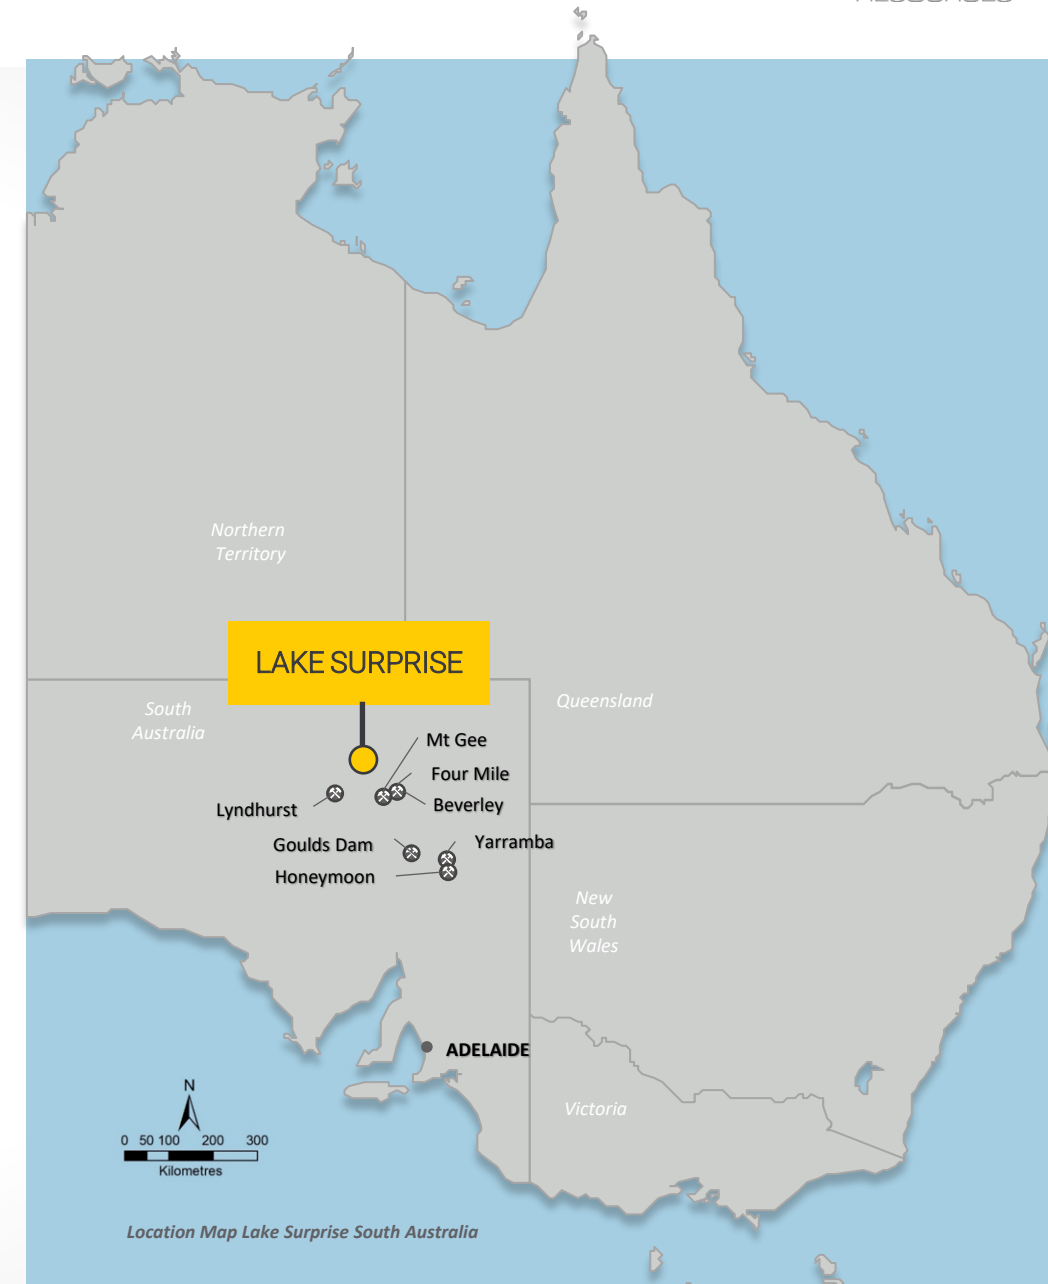 RESOURCES
Northern
Territory
LAKE SURPRISE
South
Australia
Queensland
Mt Gee
Four Mile
Beverley
Lyndhurst
Goulds Dam
Yarramba
Honeymoon
New
South
Wales
ADELAIDE
Victoria
N
0 50 100 200 300
Kilometres
Location Map Lake Surprise South Australia